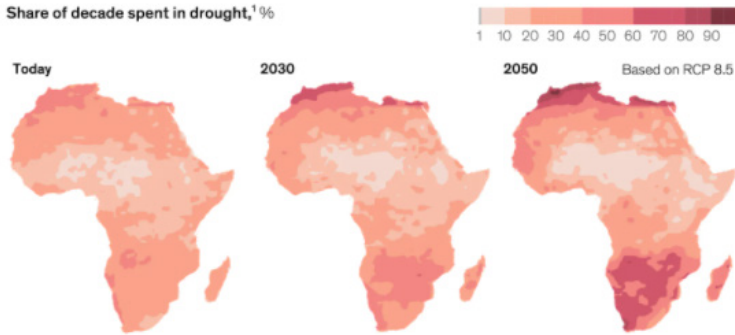 Share of decade spent in drought,¹ %
1 10 20 30 40 50 60 70 80 90
Today
2030
2050
Based on RCP 8.5